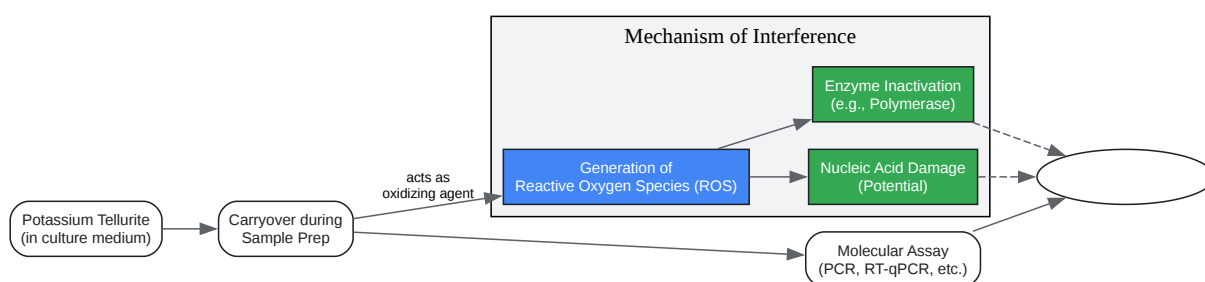 Mechanism of Interference
Enzyme Inactivation
(e.g., Polymerase)
Generation of
Reactive Oxygen Species (ROS)
Nucleic Acid Damage
(Potential)
acts as
oxidizing agent
Potassium Tellurite
(in culture medium)
Carryover during
Sample Prep
Molecular Assay
(PCR, RT-qPCR, etc.)